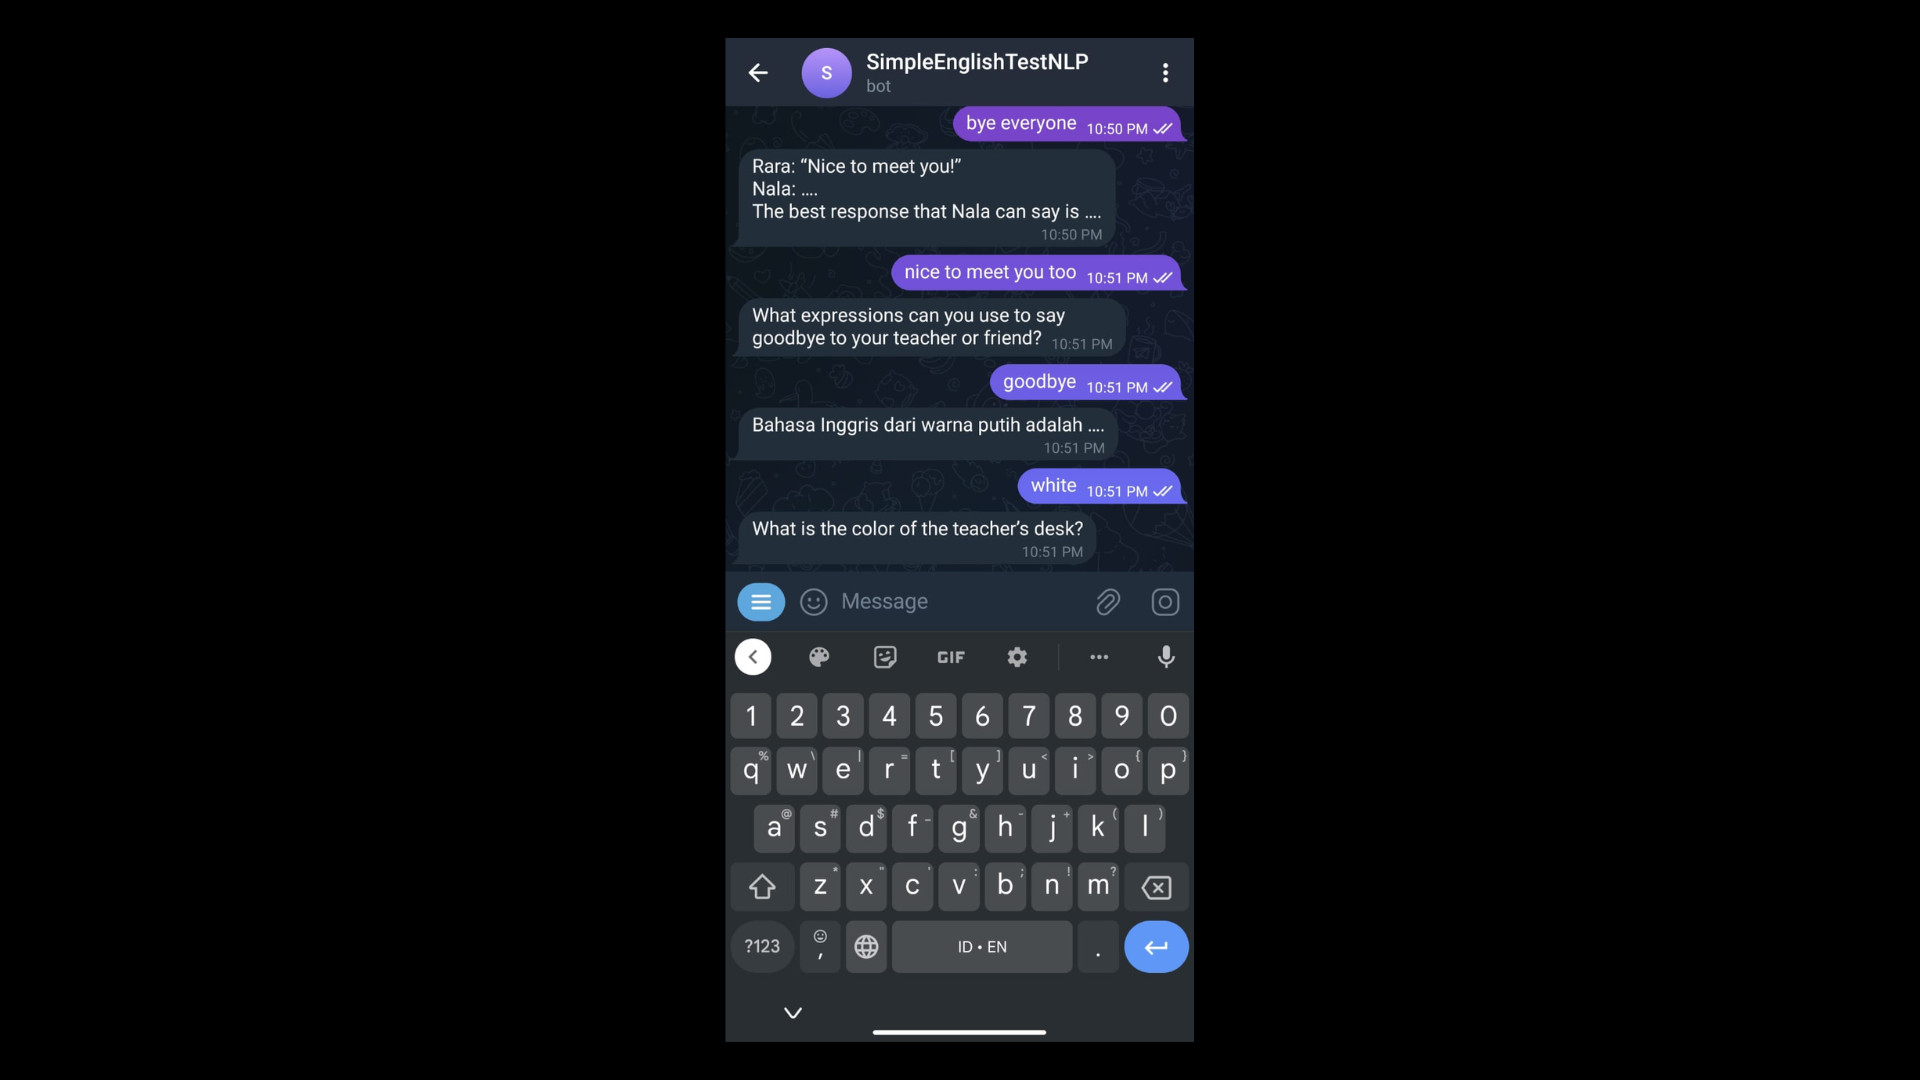 SimpleEnglishTestNLP
S
bot
bye everyone 10:50 PM
Rara: “Nice to meet you!”
Nala: ....
The best response that Nala can say is ....
10:50 PM
nice to meet you too 10:51 PM
What expressions can you use to say
goodbye to your teacher or friend? 10:51 PM
goodbye 10:51 PM
Bahasa Inggris dari warna putih adalah ....
10:51 PM
white 10:51 PM
What is the color of the teacher’s desk?
10:51 PM
Message
GIF
1 2 3 4 5 6 7 8 9 0
% \ | = [ ] < > { }
q w e r t y u i o p
@ # $ _ & - + ( )
a s d f g h j k l
* " ' : ; ! ?
z x c v b n m
?123 , ID • EN .